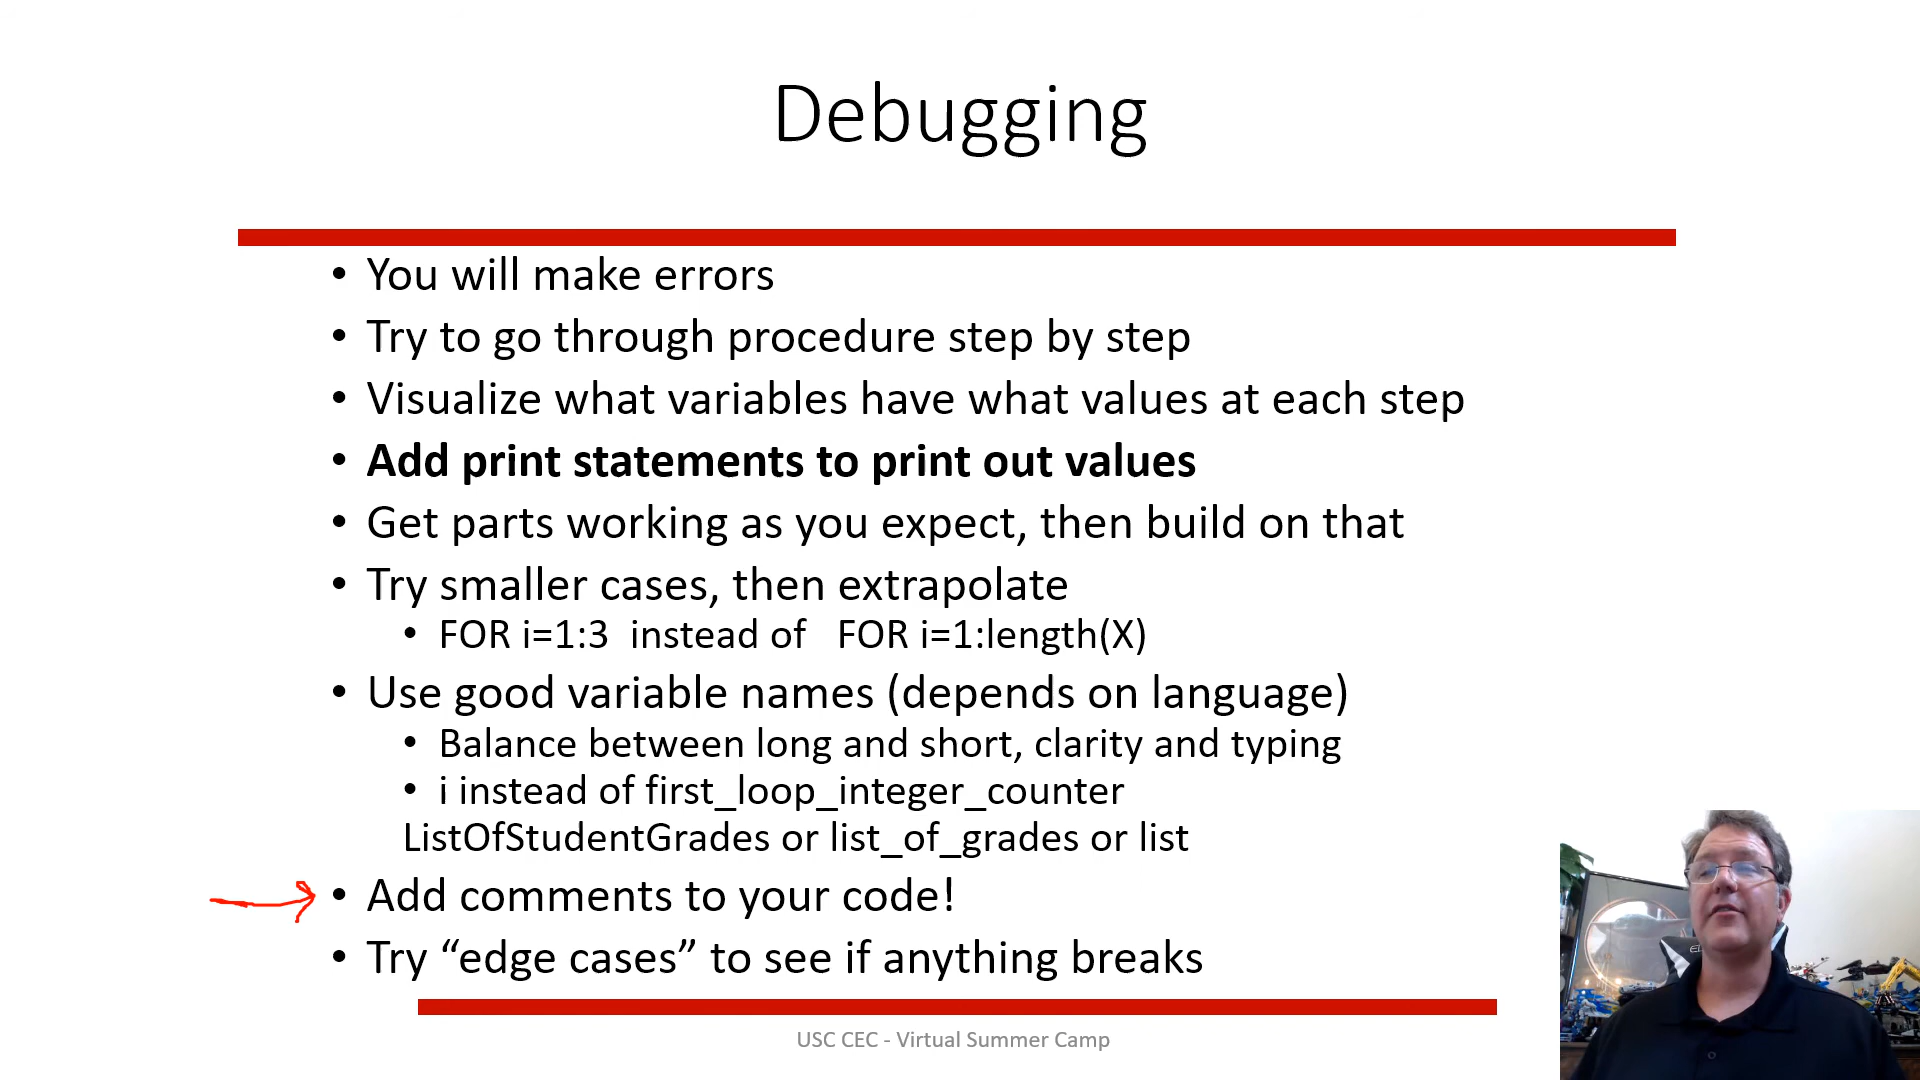 Debugging
• You will make errors
• Try to go through procedure step by step
• Visualize what variables have what values at each step
• Add print statements to print out values
• Get parts working as you expect, then build on that
• Try smaller cases, then extrapolate
• FOR i=1:3 instead of FOR i=1:length(X)
• Use good variable names (depends on language)
• Balance between long and short, clarity and typing
• i instead of first_loop_integer_counter
ListOfStudentGrades or list_of_grades or list
• Add comments to your code!
• Try “edge cases” to see if anything breaks
USC CEC - Virtual Summer Camp